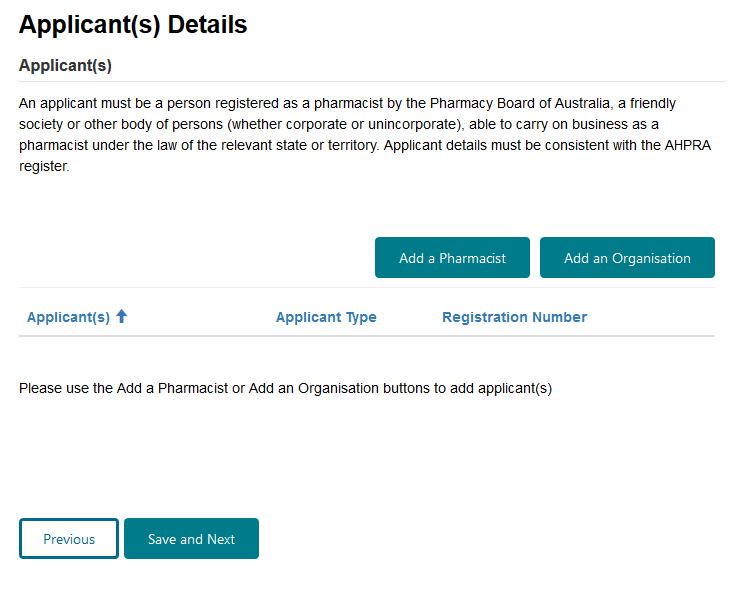 Applicant(s) Details
Applicant(s)
An applicant must be a person registered as a pharmacist by the Pharmacy Board of Australia, a friendly
society or other body of persons (whether corporate or unincorporate), able to carry on business as a
pharmacist under the law of the relevant state or territory. Applicant details must be consistent with the AHPRA
register.
Add a Pharmacist Add an Organisation
Applicant(s) Applicant Type Registration Number
Please use the Add a Pharmacist or Add an Organisation buttons to add applicant(s)
Previous Save and Next